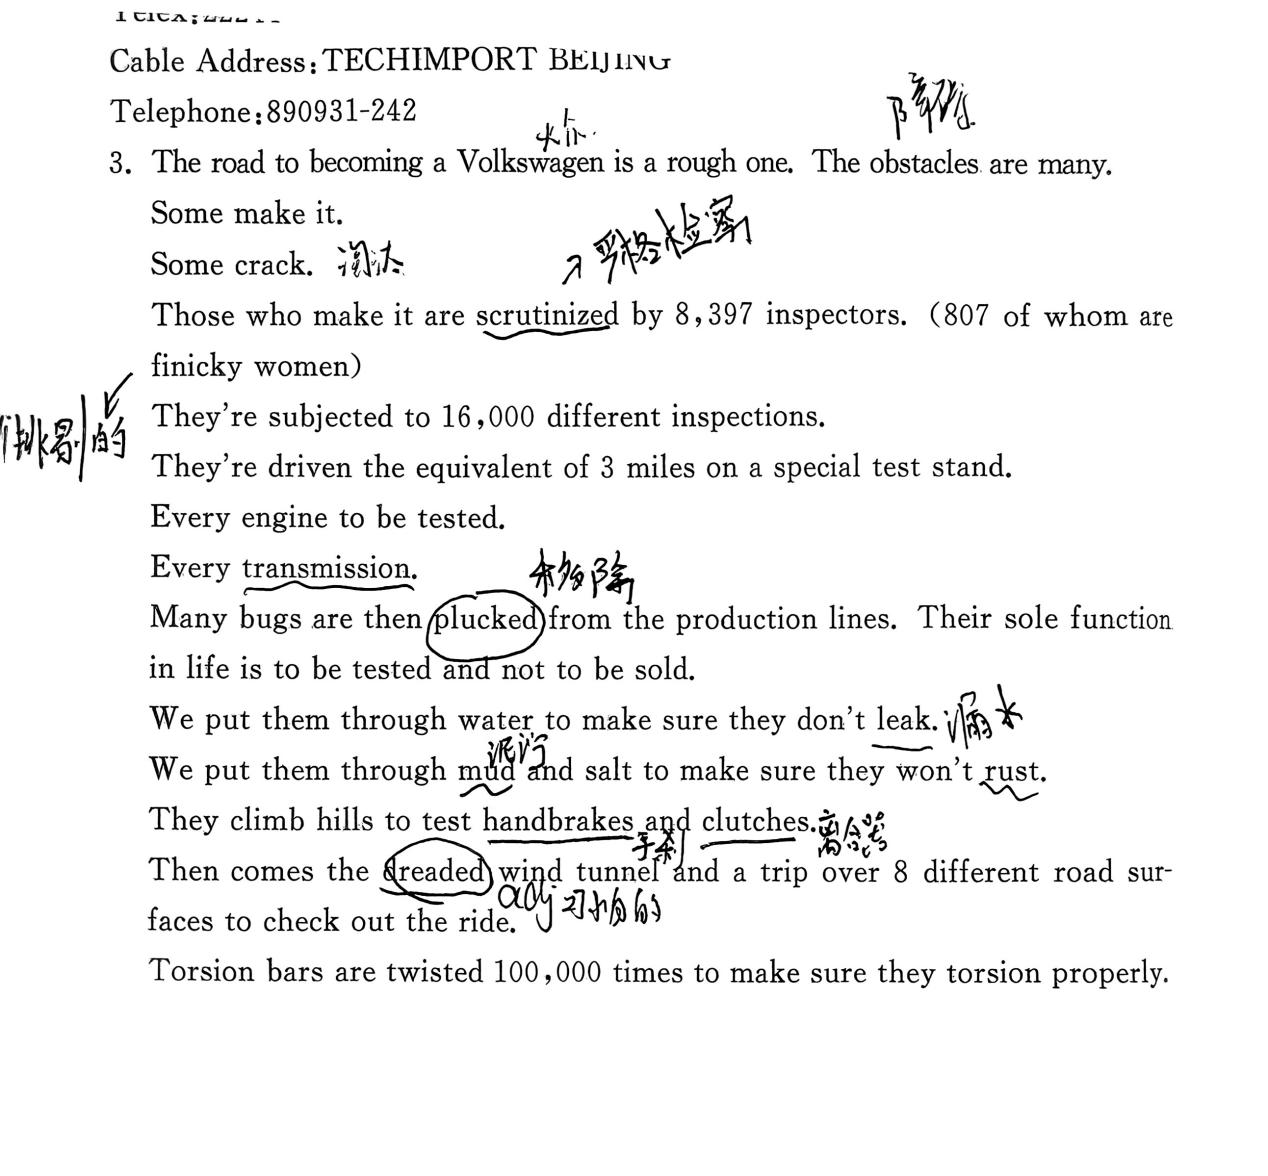 Cable Address: TECHIMPORT BEIJING
Telephone: 890931-242
障碍
3. The road to becoming a Volkswagen is a rough one. The obstacles are many.
Some make it.
严格检察
Some crack. 淘汰
Those who make it are scrutinized by 8,397 inspectors. (807 of whom are
finicky women)
挑剔的
They're subjected to 16,000 different inspections.
They're driven the equivalent of 3 miles on a special test stand.
Every engine to be tested.
Every transmission.
移除
Many bugs are then plucked from the production lines. Their sole function
in life is to be tested and not to be sold.
We put them through water to make sure they don't leak. 漏水
泥泞
We put them through mud and salt to make sure they won't rust.
They climb hills to test handbrakes and clutches. 离合器
手刹
Then comes the dreaded wind tunnel and a trip over 8 different road sur-
adj 可怕的
faces to check out the ride.
Torsion bars are twisted 100,000 times to make sure they torsion properly.